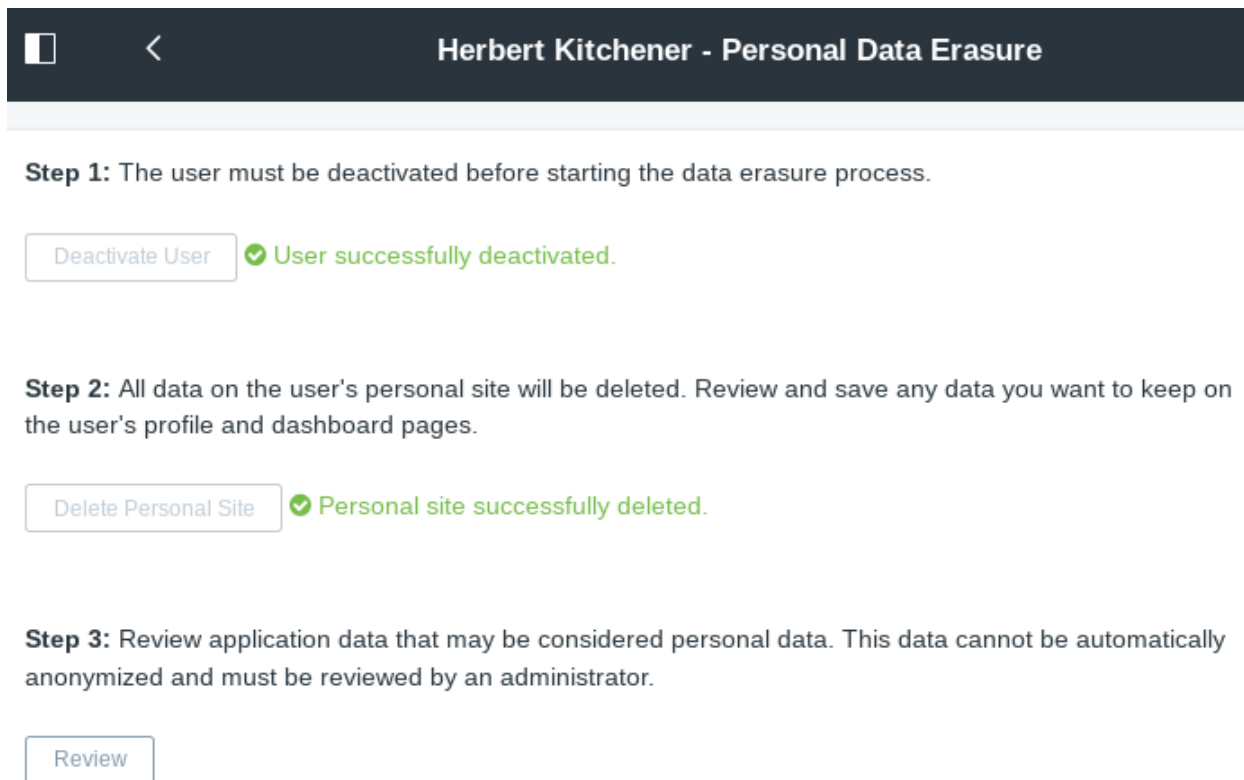 Herbert Kitchener - Personal Data Erasure
Step 1: The user must be deactivated before starting the data erasure process.
Deactivate User User successfully deactivated.
Step 2: All data on the user's personal site will be deleted. Review and save any data you want to keep on
the user's profile and dashboard pages.
Delete Personal Site Personal site successfully deleted.
Step 3: Review application data that may be considered personal data. This data cannot be automatically
anonymized and must be reviewed by an administrator.
Review